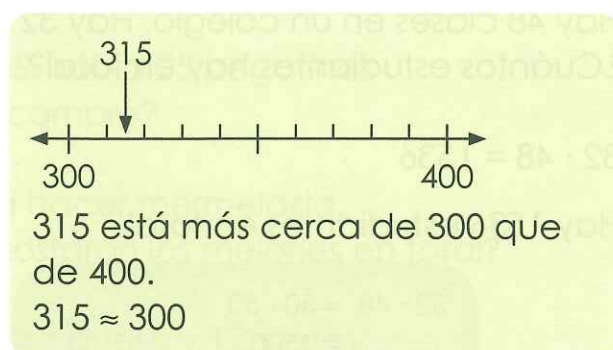 315
300 400
315 está más cerca de 300 que
de 400.
315 ≈ 300